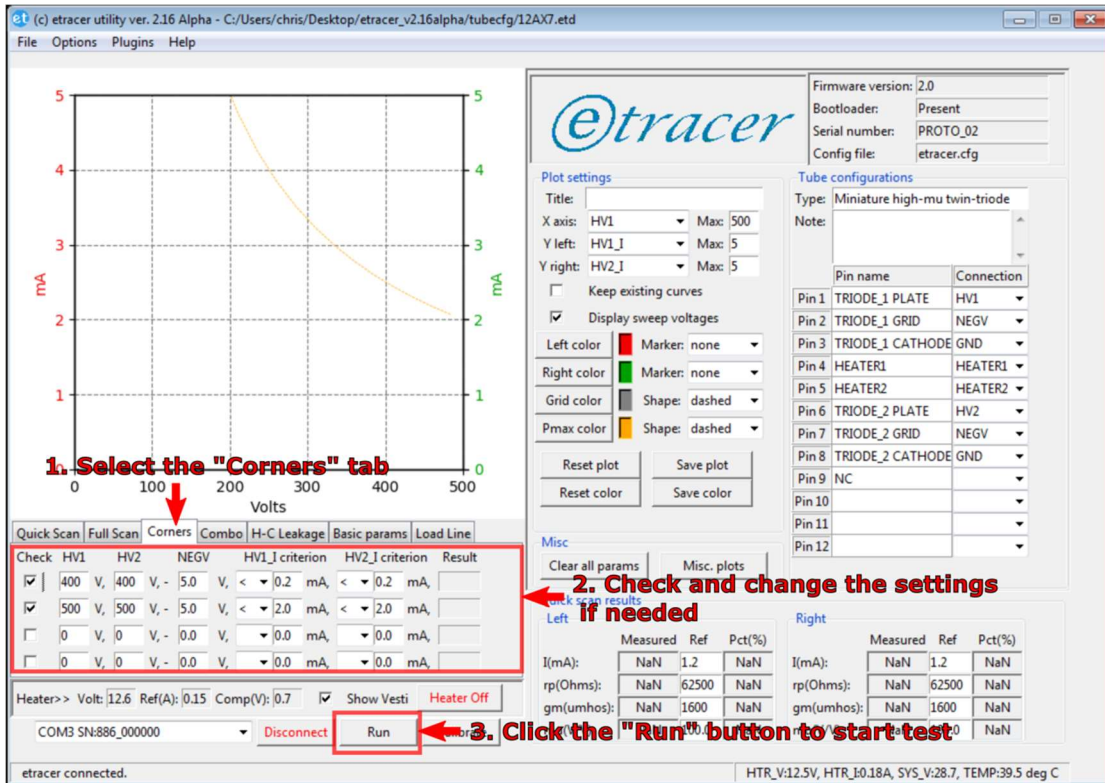 (c) etracer utility ver. 2.16 Alpha - C:/Users/chris/Desktop/etracer_v2.16alpha/tubecfg/12AX7.etd
File Options Plugins Help
5
4
3
2
1
0
mA
5
4
3
2
1
0
mA
0 100 200 300 400 500
Volts
1. Select the "Corners" tab
Quick Scan Full Scan Corners Combo H-C Leakage Basic params Load Line
Check HV1 HV2 NEGV HV1_I criterion HV2_I criterion Result
400 V, 400 V, - 5.0 V, < 0.2 mA, < 0.2 mA,
500 V, 500 V, - 5.0 V, < 2.0 mA, < 2.0 mA,
0 V, 0 V, - 0.0 V, 0.0 mA, 0.0 mA,
0 V, 0 V, - 0.0 V, 0.0 mA, 0.0 mA,
Heater>> Volt: 12.6 Ref(A): 0.15 Comp(V): 0.7 Show Vesti Heater Off
COM3 SN:886_000000 Disconnect Run
3. Click the "Run" button to start test
etracer connected.
etracer
Firmware version: 2.0
Bootloader: Present
Serial number: PROTO_02
Config file: etracer.cfg
Plot settings
Title:
X axis: HV1 Max: 500
Y left: HV1_I Max: 5
Y right: HV2_I Max: 5
Keep existing curves
Display sweep voltages
Left color Marker: none
Right color Marker: none
Grid color Shape: dashed
Pmax color Shape: dashed
Reset plot Save plot
Reset color Save color
Misc
Clear all params Misc. plots
2. Check and change the settings
if needed
Tube configurations
Type: Miniature high-mu twin-triode
Note:
Pin name Connection
Pin 1 TRIODE_1 PLATE HV1
Pin 2 TRIODE_1 GRID NEGV
Pin 3 TRIODE_1 CATHODE GND
Pin 4 HEATER1 HEATER1
Pin 5 HEATER2 HEATER2
Pin 6 TRIODE_2 PLATE HV2
Pin 7 TRIODE_2 GRID NEGV
Pin 8 TRIODE_2 CATHODE GND
Pin 9 NC
Pin 10
Pin 11
Pin 12
scan results
Left
Measured Ref Pct(%)
I(mA): NaN 1.2 NaN
rp(Ohms): NaN 62500 NaN
gm(umhos): NaN 1600 NaN
Right
Measured Ref Pct(%)
I(mA): NaN 1.2 NaN
rp(Ohms): NaN 62500 NaN
gm(umhos): NaN 1600 NaN
NaN
HTR_V:12.5V, HTR_I:0.18A, SYS_V:28.7, TEMP:39.5 deg C